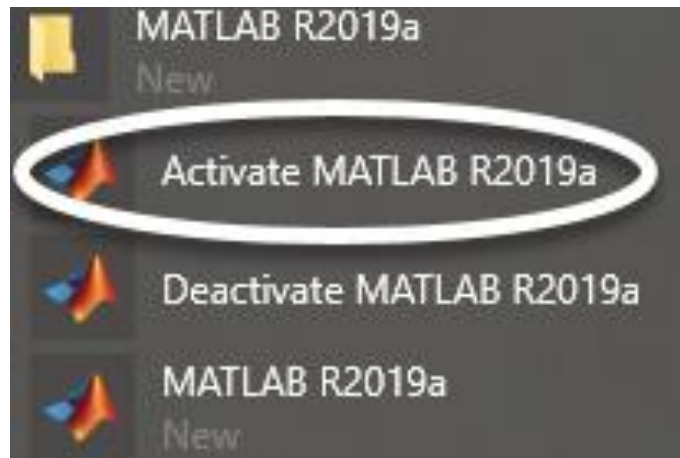 MATLAB R2019a
New
Activate MATLAB R2019a
Deactivate MATLAB R2019a
MATLAB R2019a
New